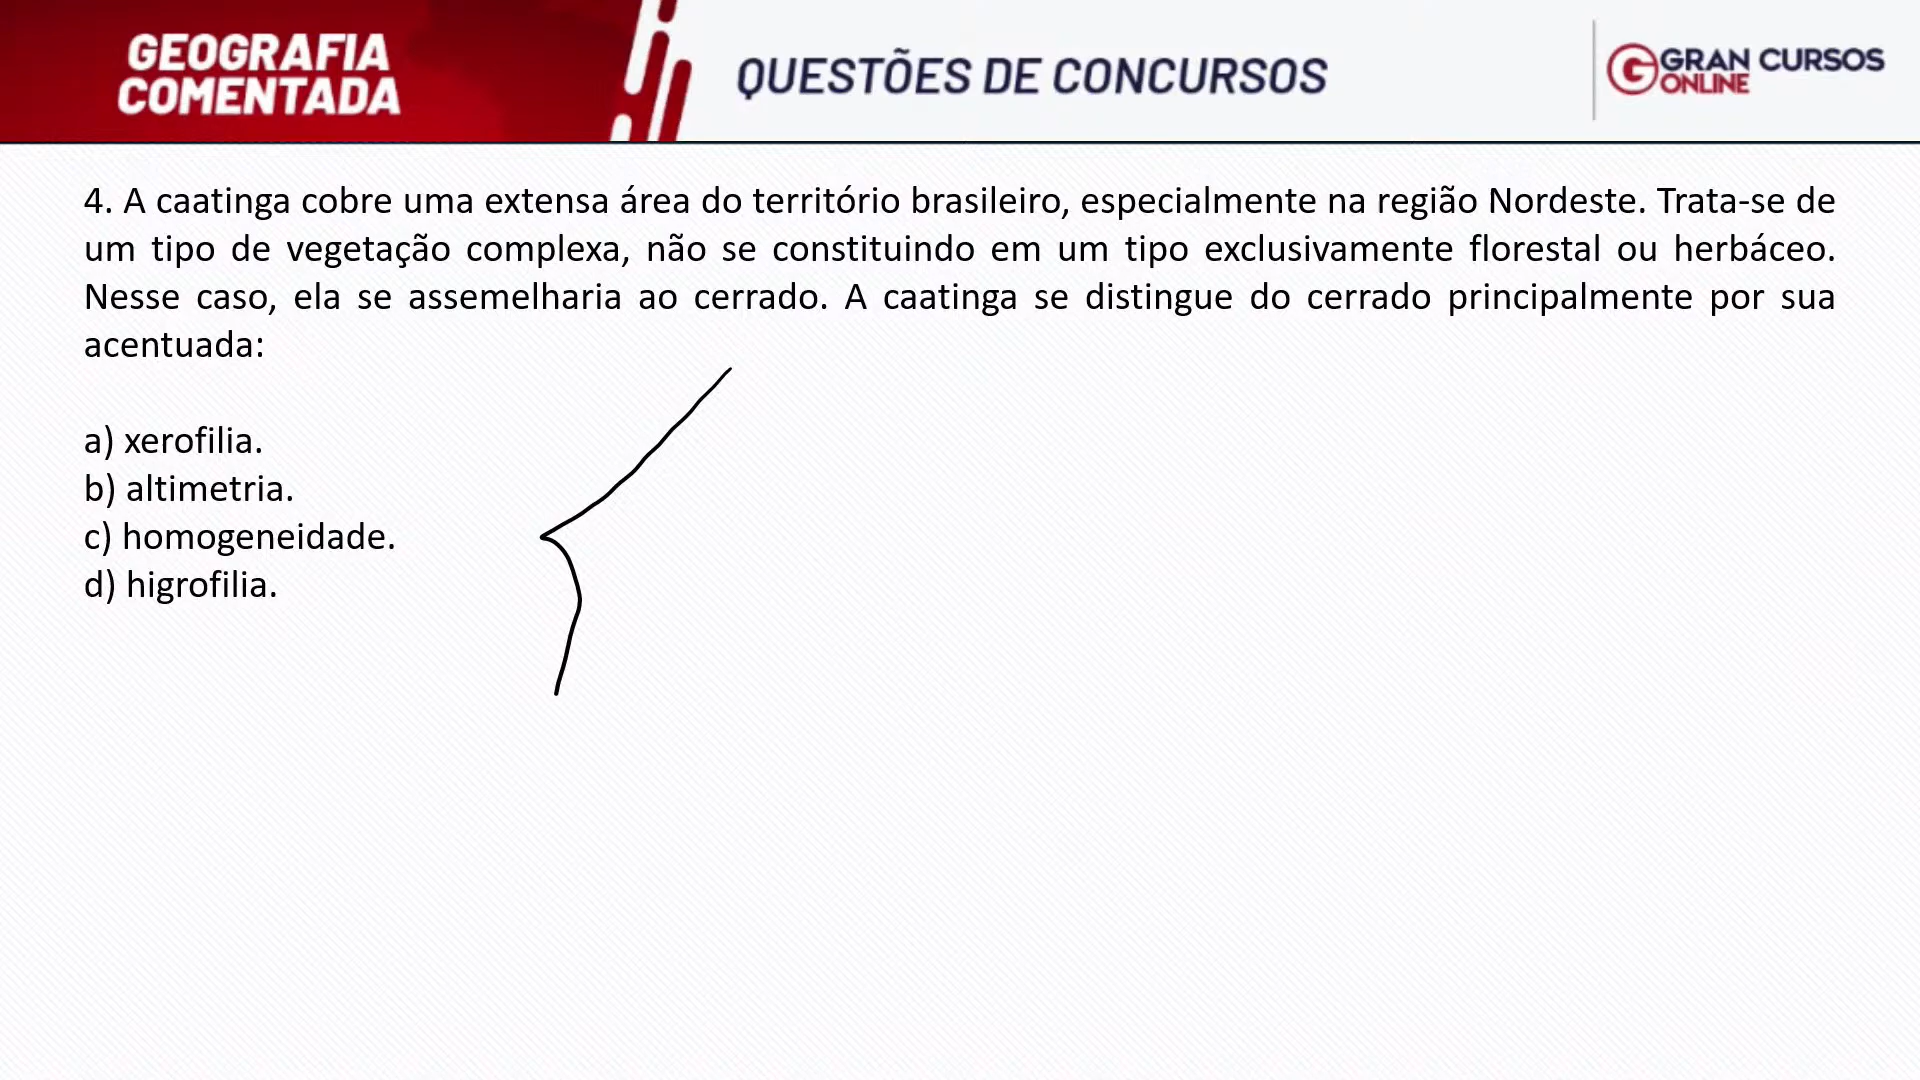 GEOGRAFIA
COMENTADA
QUESTÕES DE CONCURSOS
GRAN CURSOS
ONLINE
4. A caatinga cobre uma extensa área do território brasileiro, especialmente na região Nordeste. Trata-se de
um tipo de vegetação complexa, não se constituindo em um tipo exclusivamente florestal ou herbáceo.
Nesse caso, ela se assemelharia ao cerrado. A caatinga se distingue do cerrado principalmente por sua
acentuada:
a) xerofilia.
b) altimetria.
c) homogeneidade.
d) higrofilia.